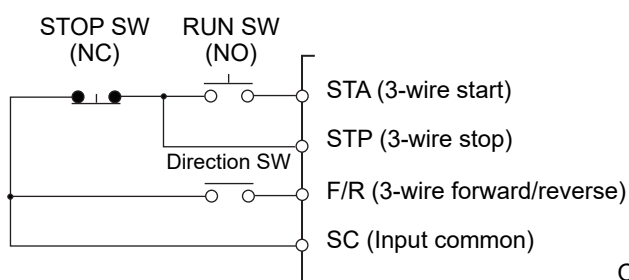 STOP SW RUN SW
(NC) (NO)
STA (3-wire start)
STP (3-wire stop)
Direction SW
F/R (3-wire forward/reverse)
SC (Input common)